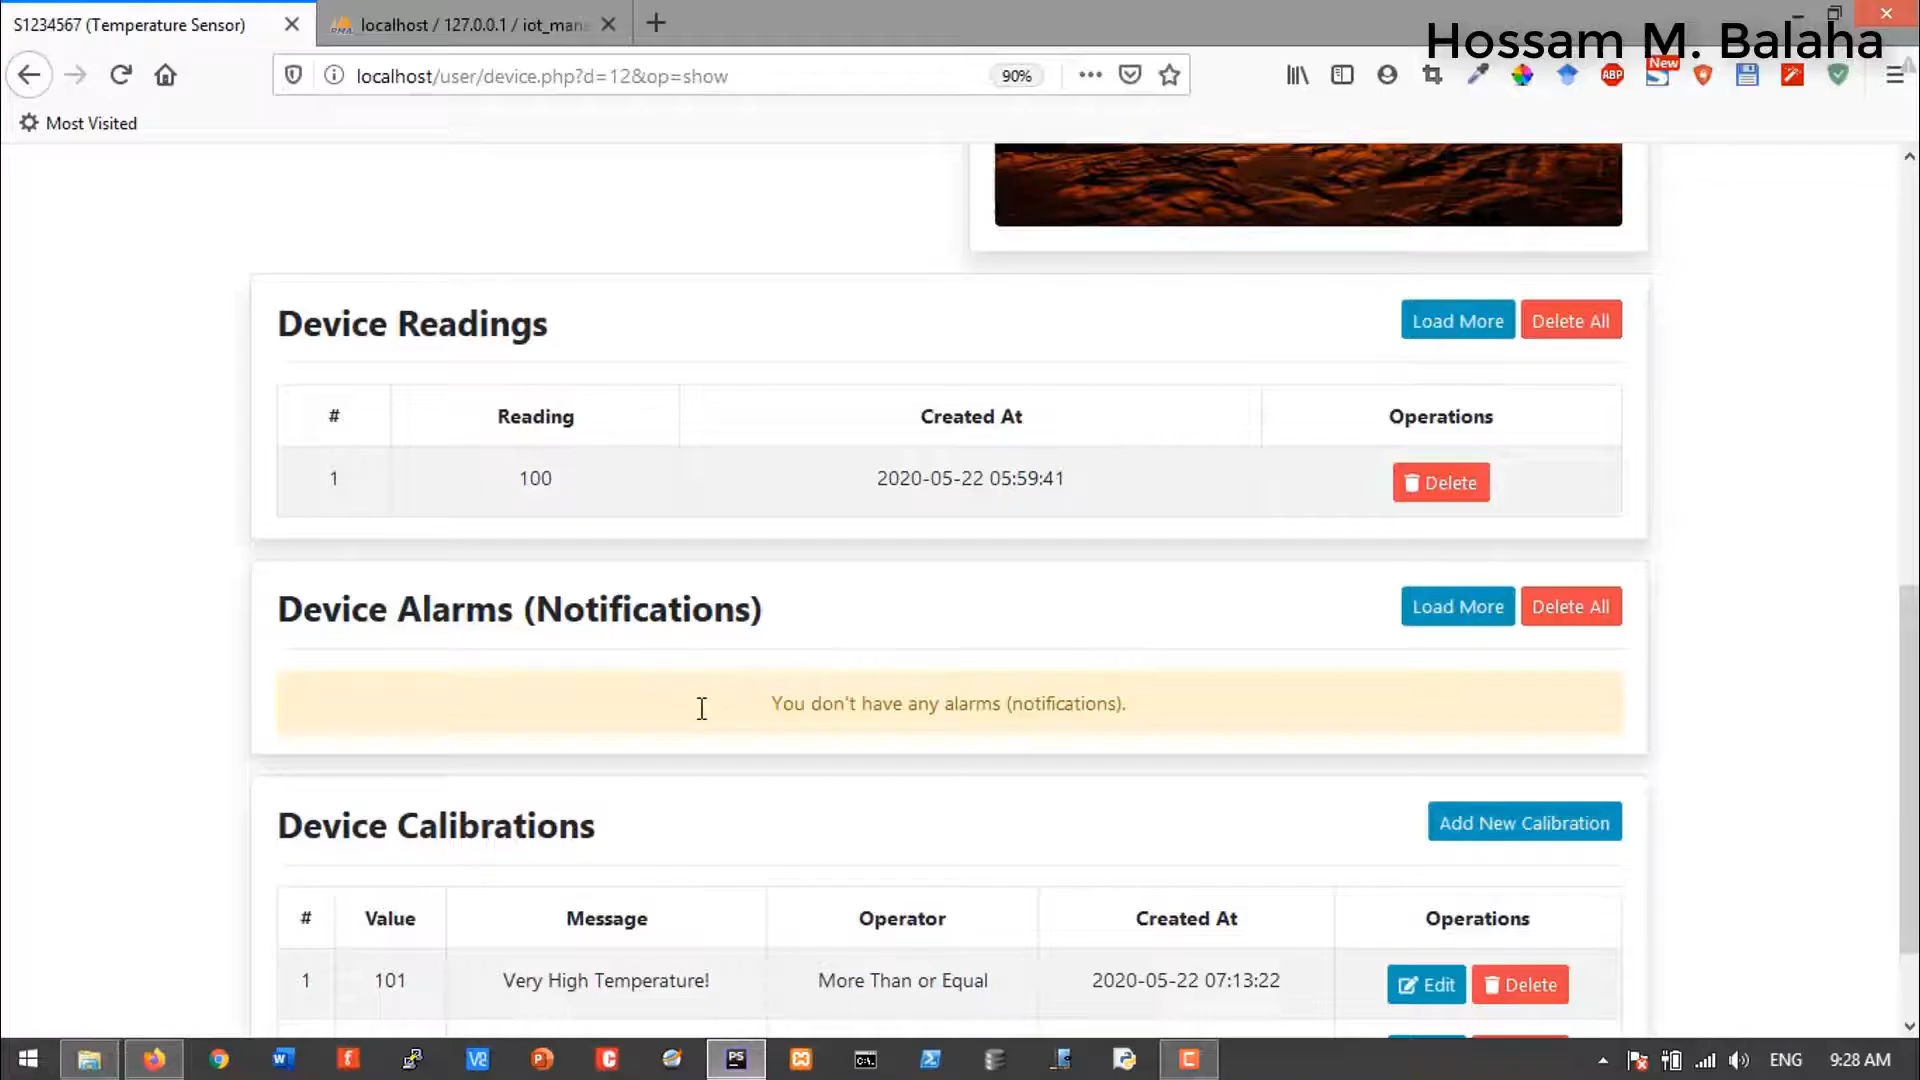 S1234567 (Temperature Sensor)
localhost / 127.0.0.1 / iot_man
Hossam M. Balaha
localhost/user/device.php?d=12&op=show
90%
ABP
New
Most Visited
Device Readings
Load More
Delete All
# Reading Created At Operations
1 100 2020-05-22 05:59:41 Delete
Device Alarms (Notifications)
Load More
Delete All
You don't have any alarms (notifications).
Device Calibrations
Add New Calibration
# Value Message Operator Created At Operations
1 101 Very High Temperature! More Than or Equal 2020-05-22 07:13:22 Edit Delete
ENG
9:28 AM